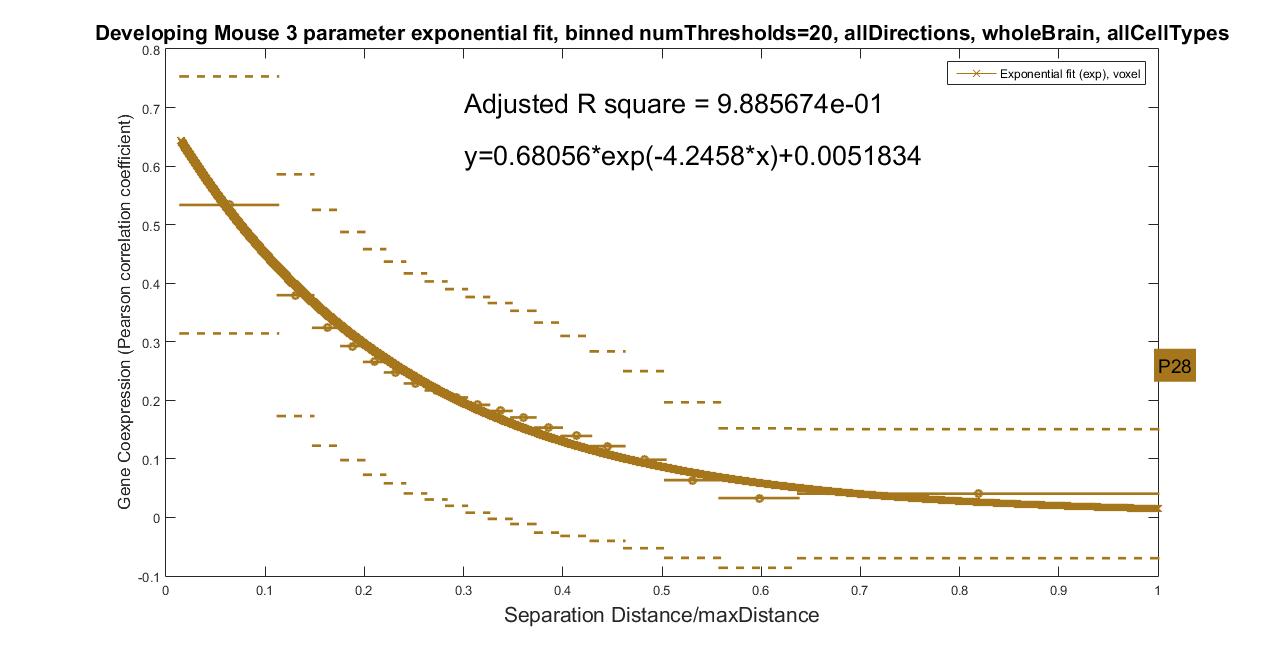 Developing Mouse 3 parameter exponential fit, binned numThresholds=20, allDirections, wholeBrain, allCellTypes
Exponential fit (exp), voxel
Adjusted R square = 9.885674e-01
y=0.68056*exp(-4.2458*x)+0.0051834
Gene Coexpression (Pearson correlation coefficient)
0.8
0.7
0.6
0.5
0.4
0.3
0.2
0.1
0
-0.1
P28
0 0.1 0.2 0.3 0.4 0.5 0.6 0.7 0.8 0.9 1
Separation Distance/maxDistance